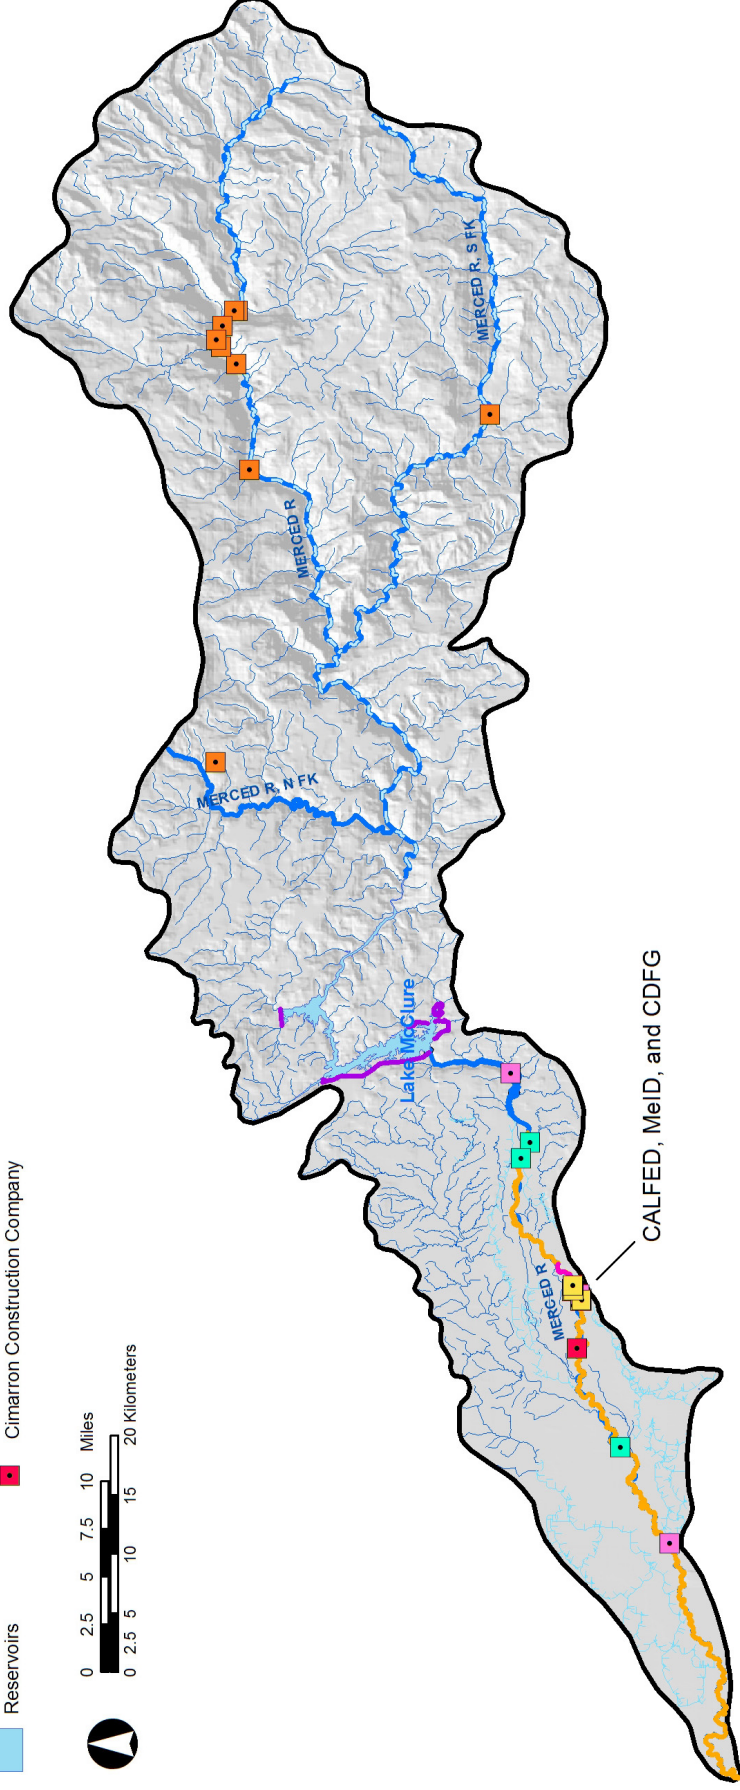 Reservoirs
Cimarron Construction Company
0 2.5 5 7.5 10 Miles
0 2.5 5 10 15 20 Kilometers
MERCED R, N FK
MERCED R
MERCED R, S FK
Lake McClure
MERCED R
CALFED, MeID, and CDFG